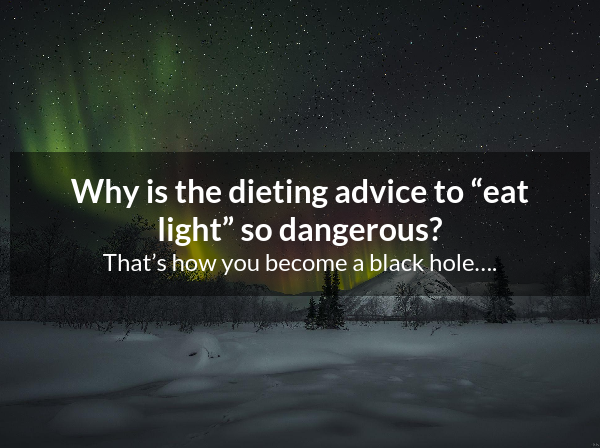 Why is the dieting advice to “eat
light” so dangerous?
That’s how you become a black hole....